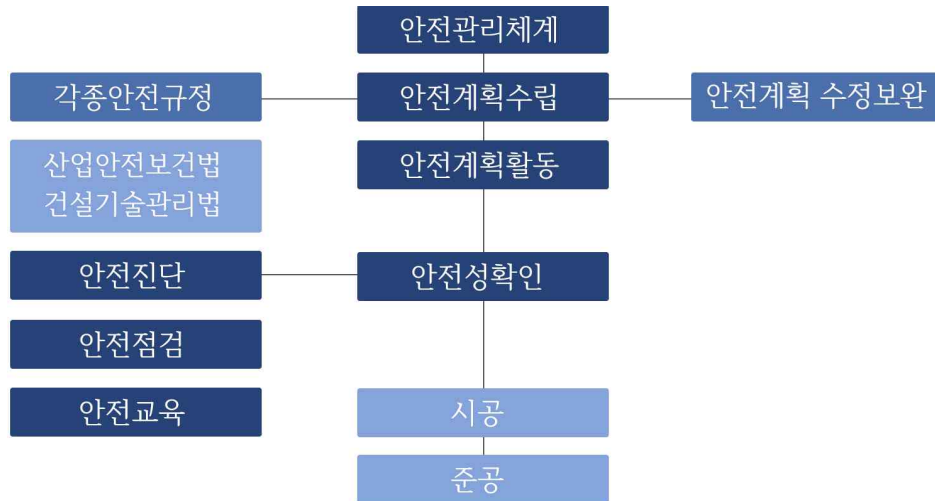 안전관리체계
각종안전규정
안전계획수립
안전계획 수정보완
산업안전보건법
건설기술관리법
안전계획활동
안전진단
안전성확인
안전점검
안전교육
시공
준공